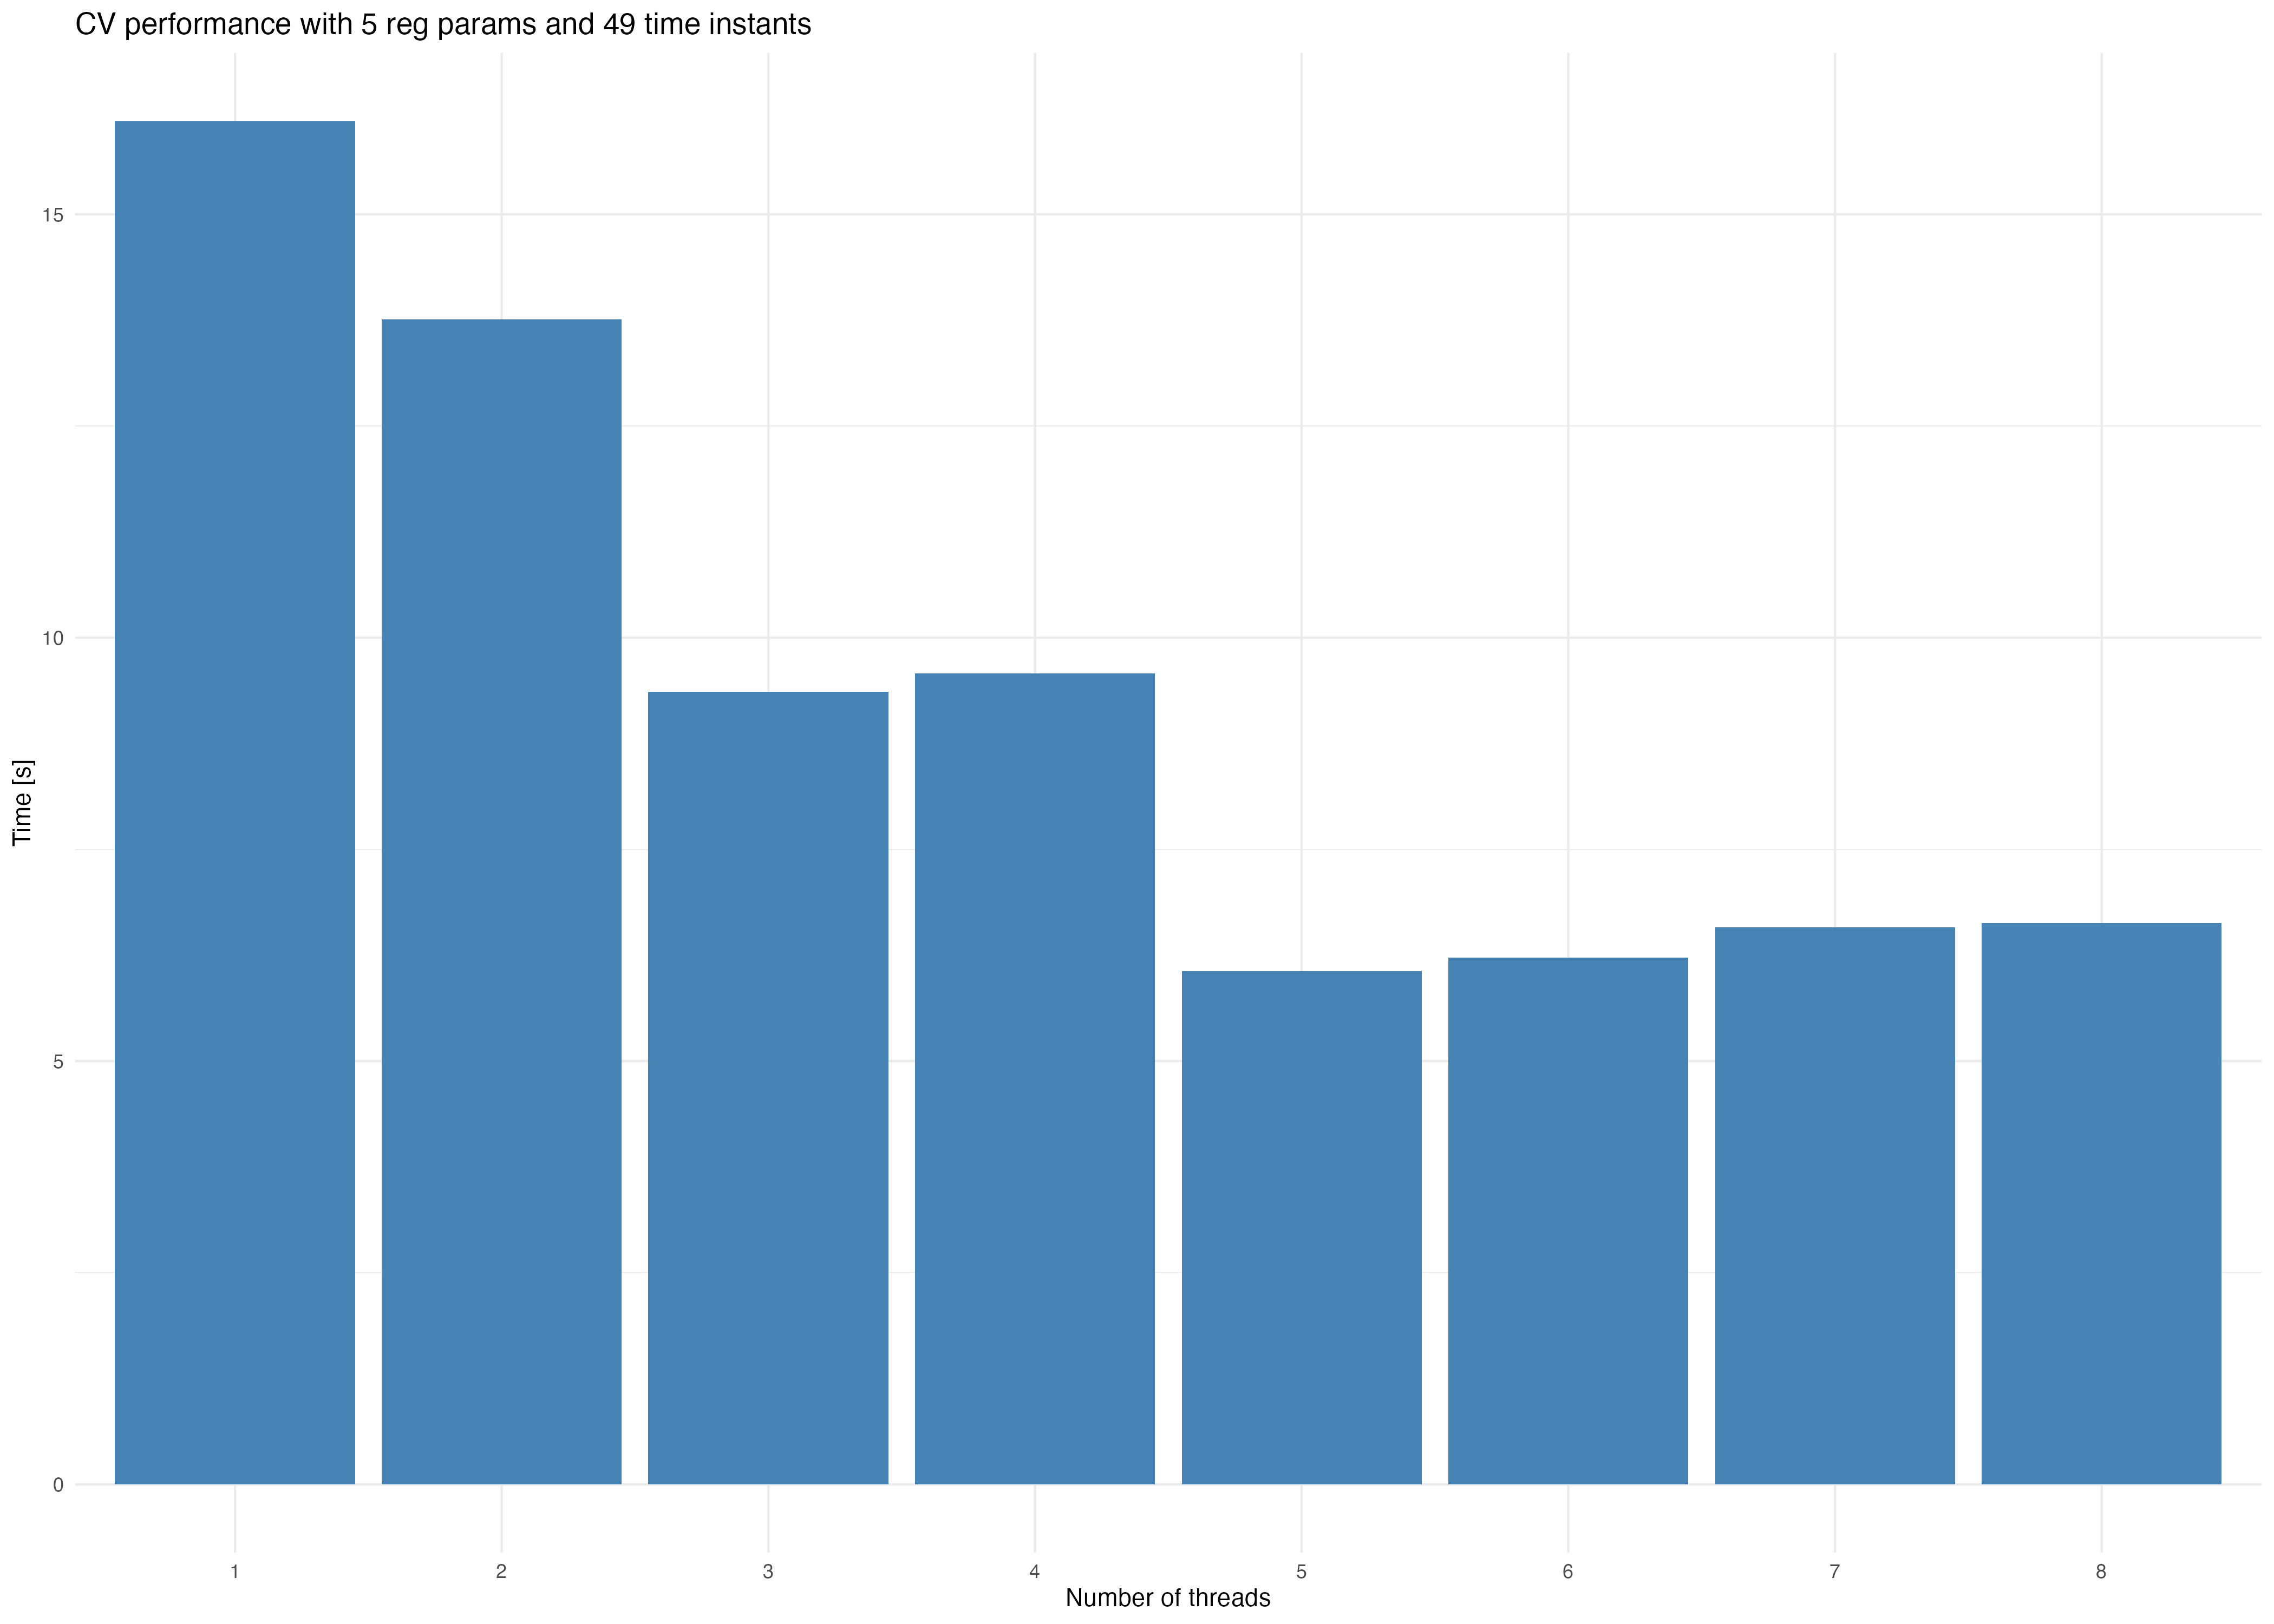 CV performance with 5 reg params and 49 time instants
15
10
5
0
Time [s]
1 2 3 4 5 6 7 8
Number of threads